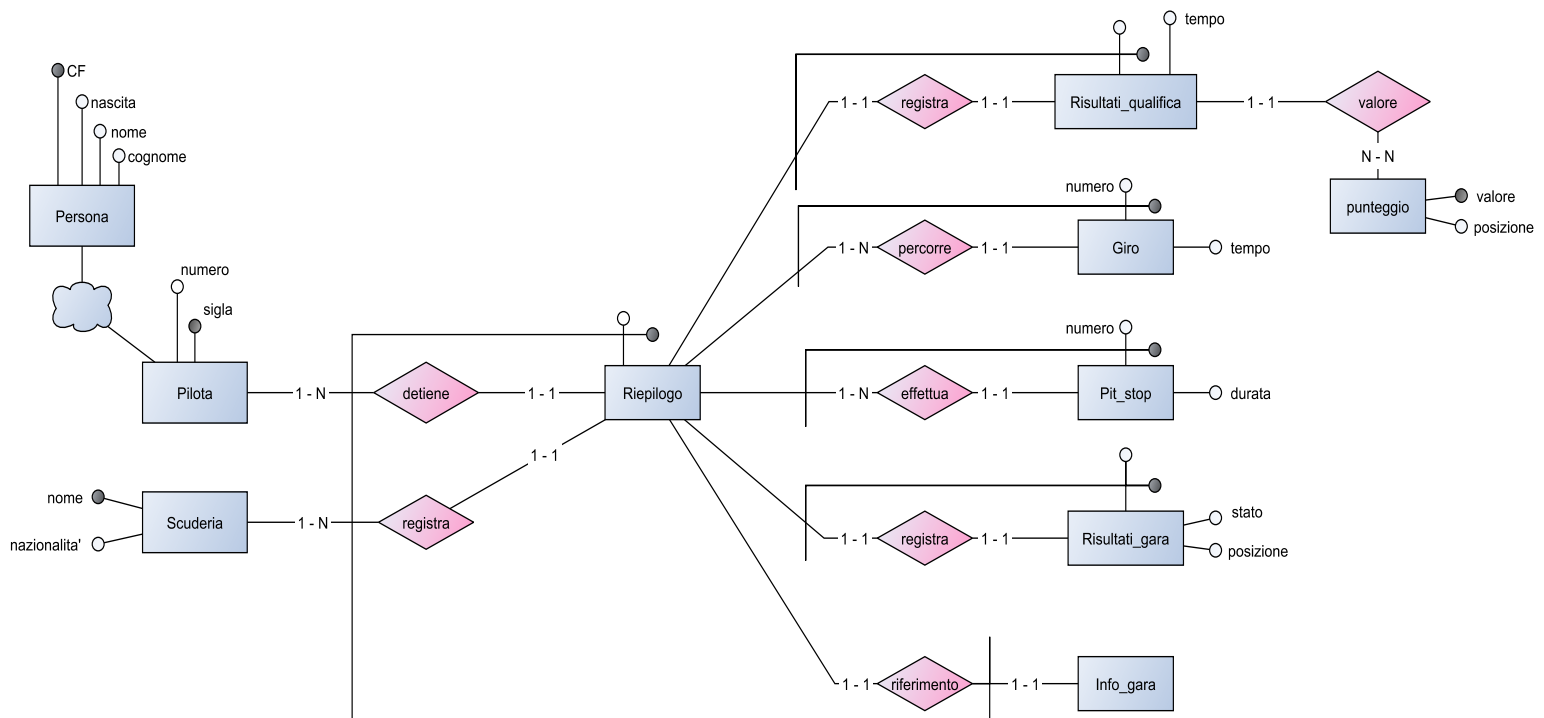 tempo
CF
nascita
nome
cognome
1 - 1
registra
1 - 1
Risultati_qualifica
1 - 1
valore
N - N
Persona
numero
punteggio
valore
posizione
1 - N
percorre
1 - 1
Giro
tempo
numero
sigla
numero
Pilota
1 - N
detiene
1 - 1
Riepilogo
1 - N
effettua
1 - 1
Pit_stop
durata
1 - 1
nome
nazionalita'
Scuderia
1 - N
registra
1 - 1
registra
1 - 1
Risultati_gara
stato
posizione
1 - 1
riferimento
1 - 1
Info_gara